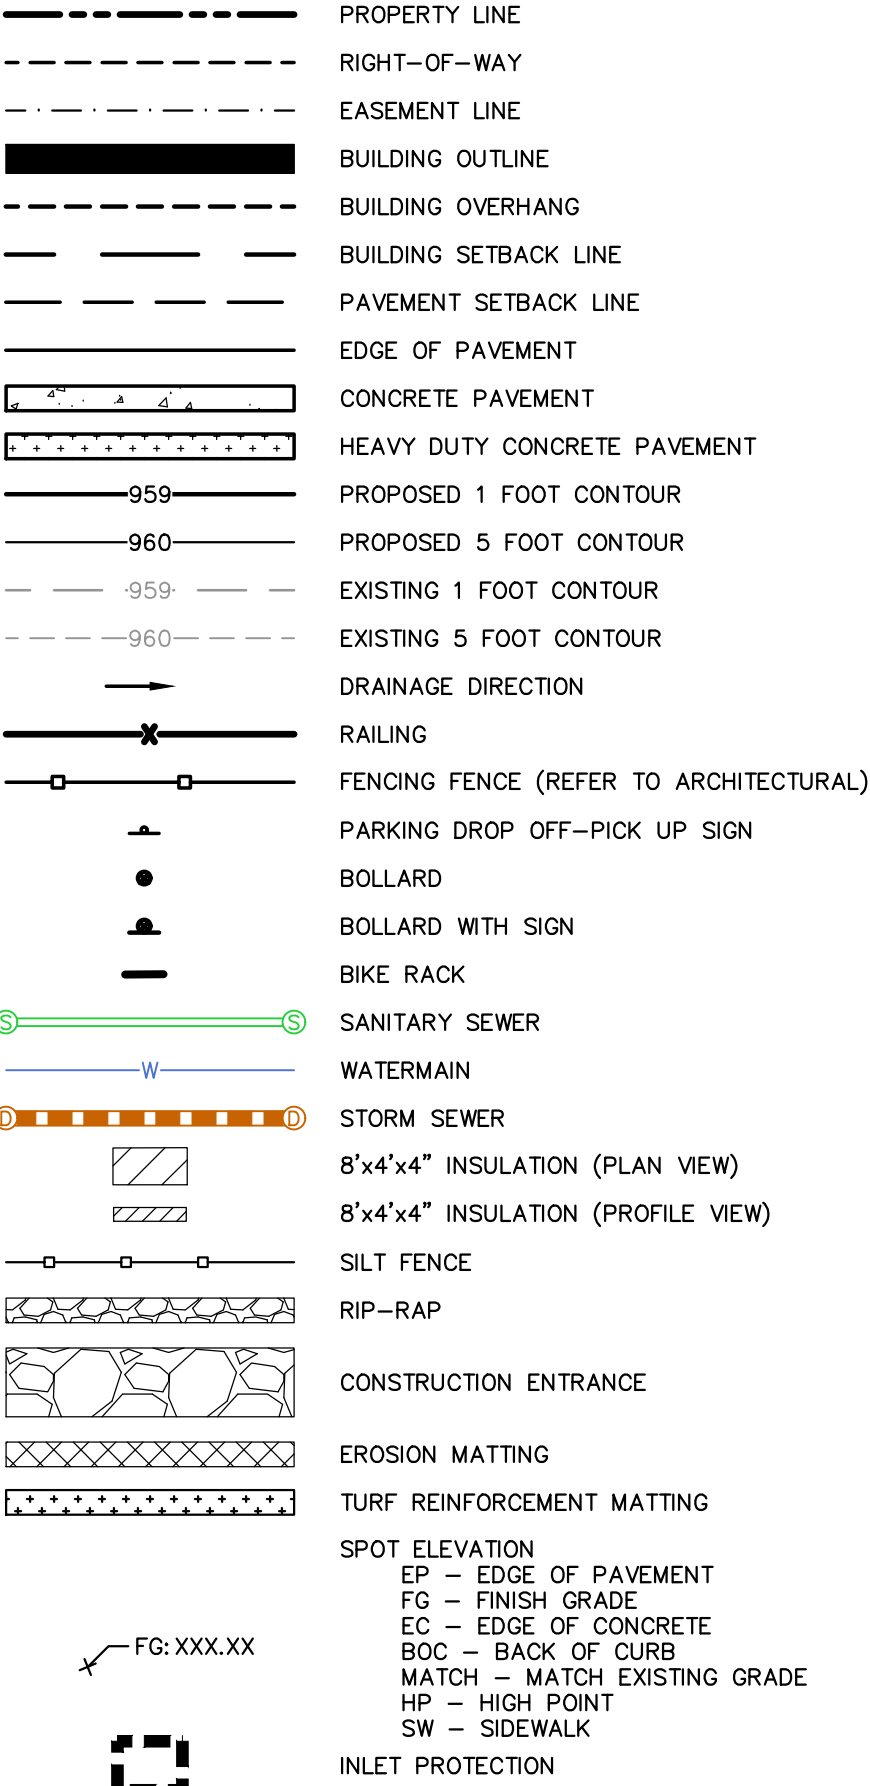 PROPERTY LINE
RIGHT-OF-WAY
EASEMENT LINE
BUILDING OUTLINE
BUILDING OVERHANG
BUILDING SETBACK LINE
PAVEMENT SETBACK LINE
EDGE OF PAVEMENT
CONCRETE PAVEMENT
HEAVY DUTY CONCRETE PAVEMENT
959 PROPOSED 1 FOOT CONTOUR
960 PROPOSED 5 FOOT CONTOUR
959 EXISTING 1 FOOT CONTOUR
960 EXISTING 5 FOOT CONTOUR
DRAINAGE DIRECTION
RAILING
FENCING FENCE (REFER TO ARCHITECTURAL)
PARKING DROP OFF-PICK UP SIGN
BOLLARD
BOLLARD WITH SIGN
BIKE RACK
S S SANITARY SEWER
W WATERMAIN
D D STORM SEWER
8'x4'x4" INSULATION (PLAN VIEW)
8'x4'x4" INSULATION (PROFILE VIEW)
SILT FENCE
RIP-RAP
CONSTRUCTION ENTRANCE
EROSION MATTING
TURF REINFORCEMENT MATTING
SPOT ELEVATION
EP - EDGE OF PAVEMENT
FG - FINISH GRADE
EC - EDGE OF CONCRETE
FG: XXX.XX
BOC - BACK OF CURB
MATCH - MATCH EXISTING GRADE
HP - HIGH POINT
SW - SIDEWALK
INLET PROTECTION